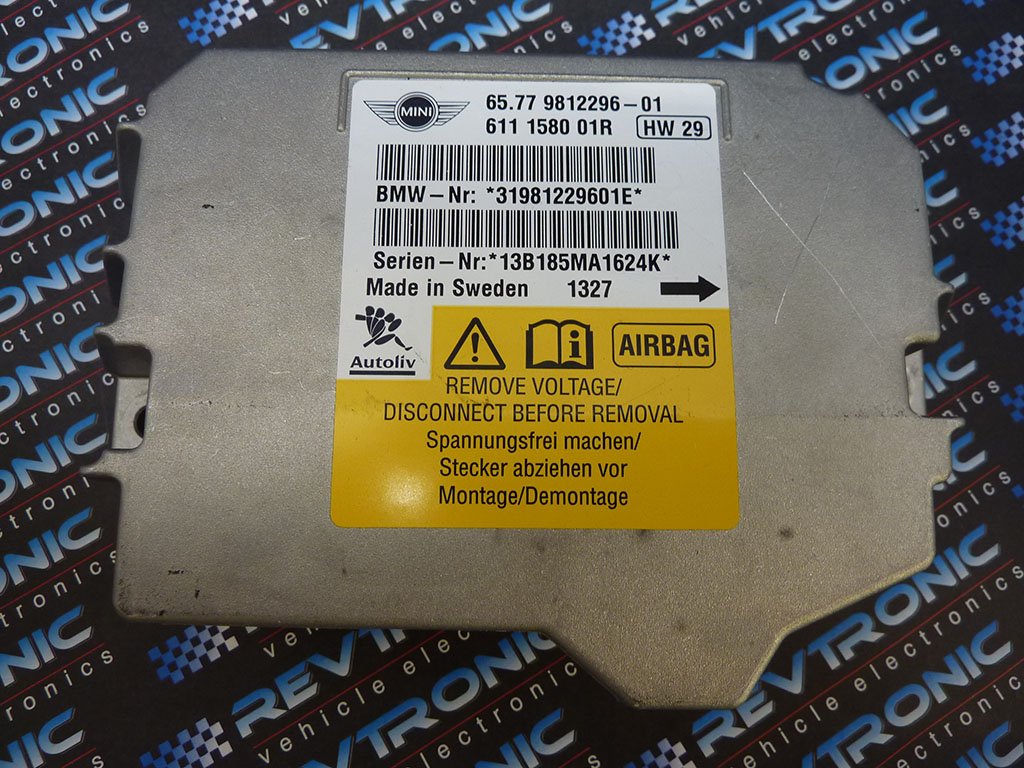 MINI
65.77 9812296-01
611 1580 01R HW 29
BMW-Nr: *31981229601E*
Serien-Nr:*13B185MA1624K*
Made in Sweden 1327
Autoliv
AIRBAG
REMOVE VOLTAGE/
DISCONNECT BEFORE REMOVAL
Spannungsfrei machen/
Stecker abziehen vor
Montage/Demontage
REVTRONIC
vehicle electronics